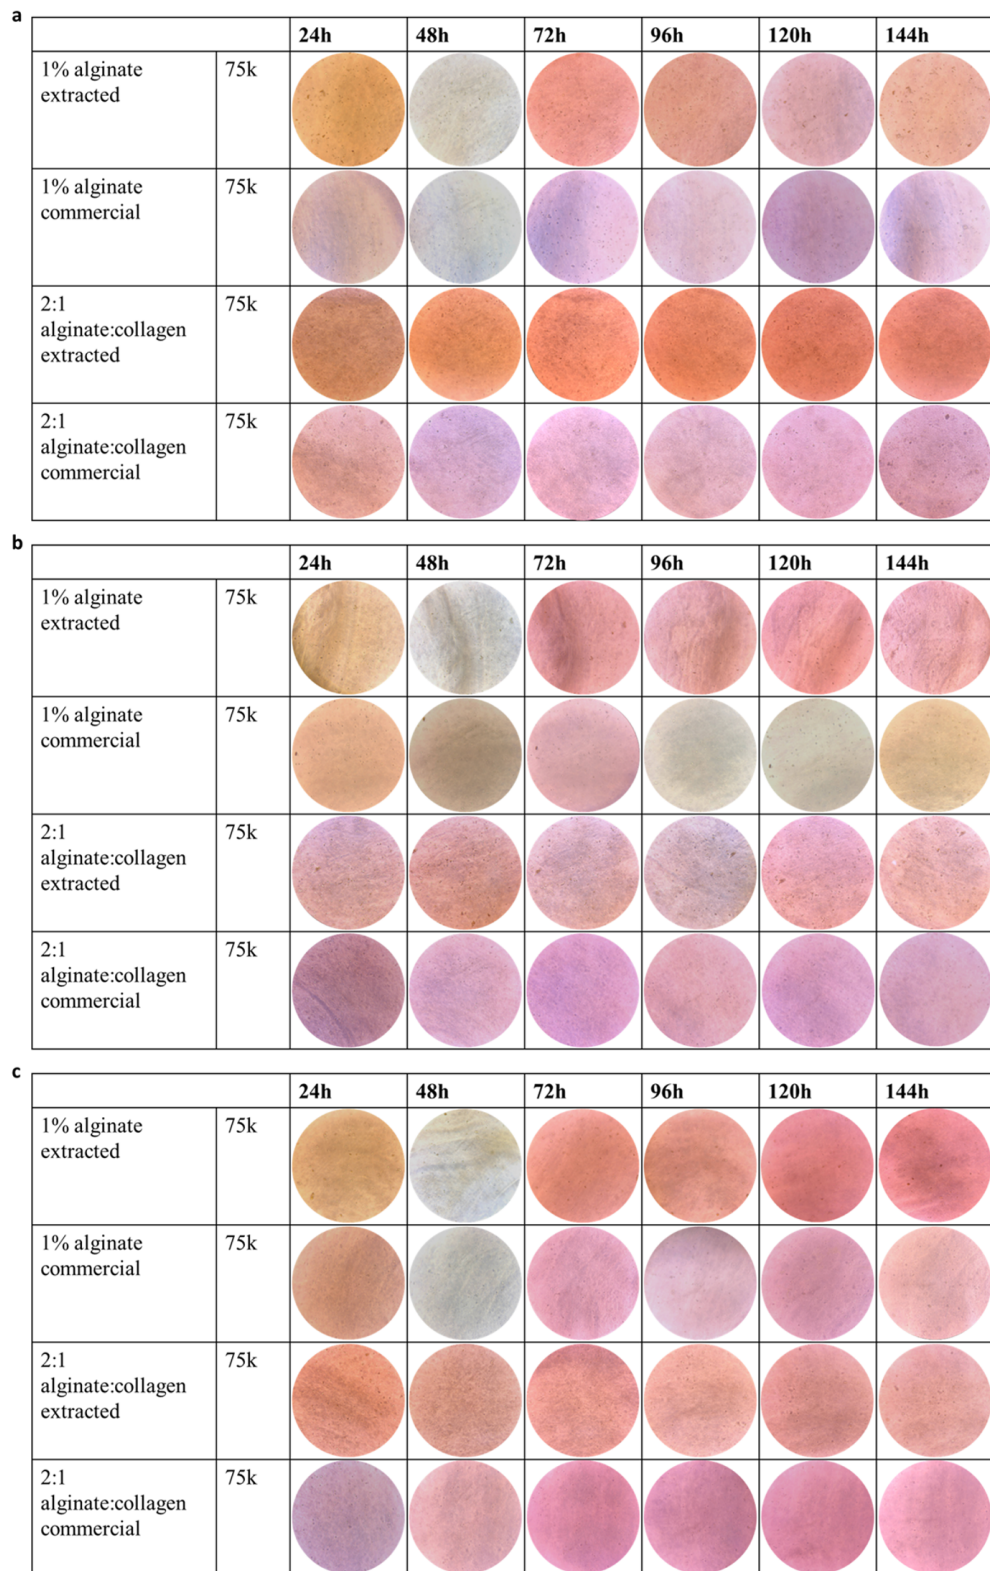 a
24h 48h 72h 96h 120h 144h
1% alginate 75k
extracted
1% alginate 75k
commercial
2:1 75k
alginate:collagen
extracted
2:1 75k
alginate:collagen
commercial
b
24h 48h 72h 96h 120h 144h
1% alginate 75k
extracted
1% alginate 75k
commercial
2:1 75k
alginate:collagen
extracted
2:1 75k
alginate:collagen
commercial
c
24h 48h 72h 96h 120h 144h
1% alginate 75k
extracted
1% alginate 75k
commercial
2:1 75k
alginate:collagen
extracted
2:1 75k
alginate:collagen
commercial